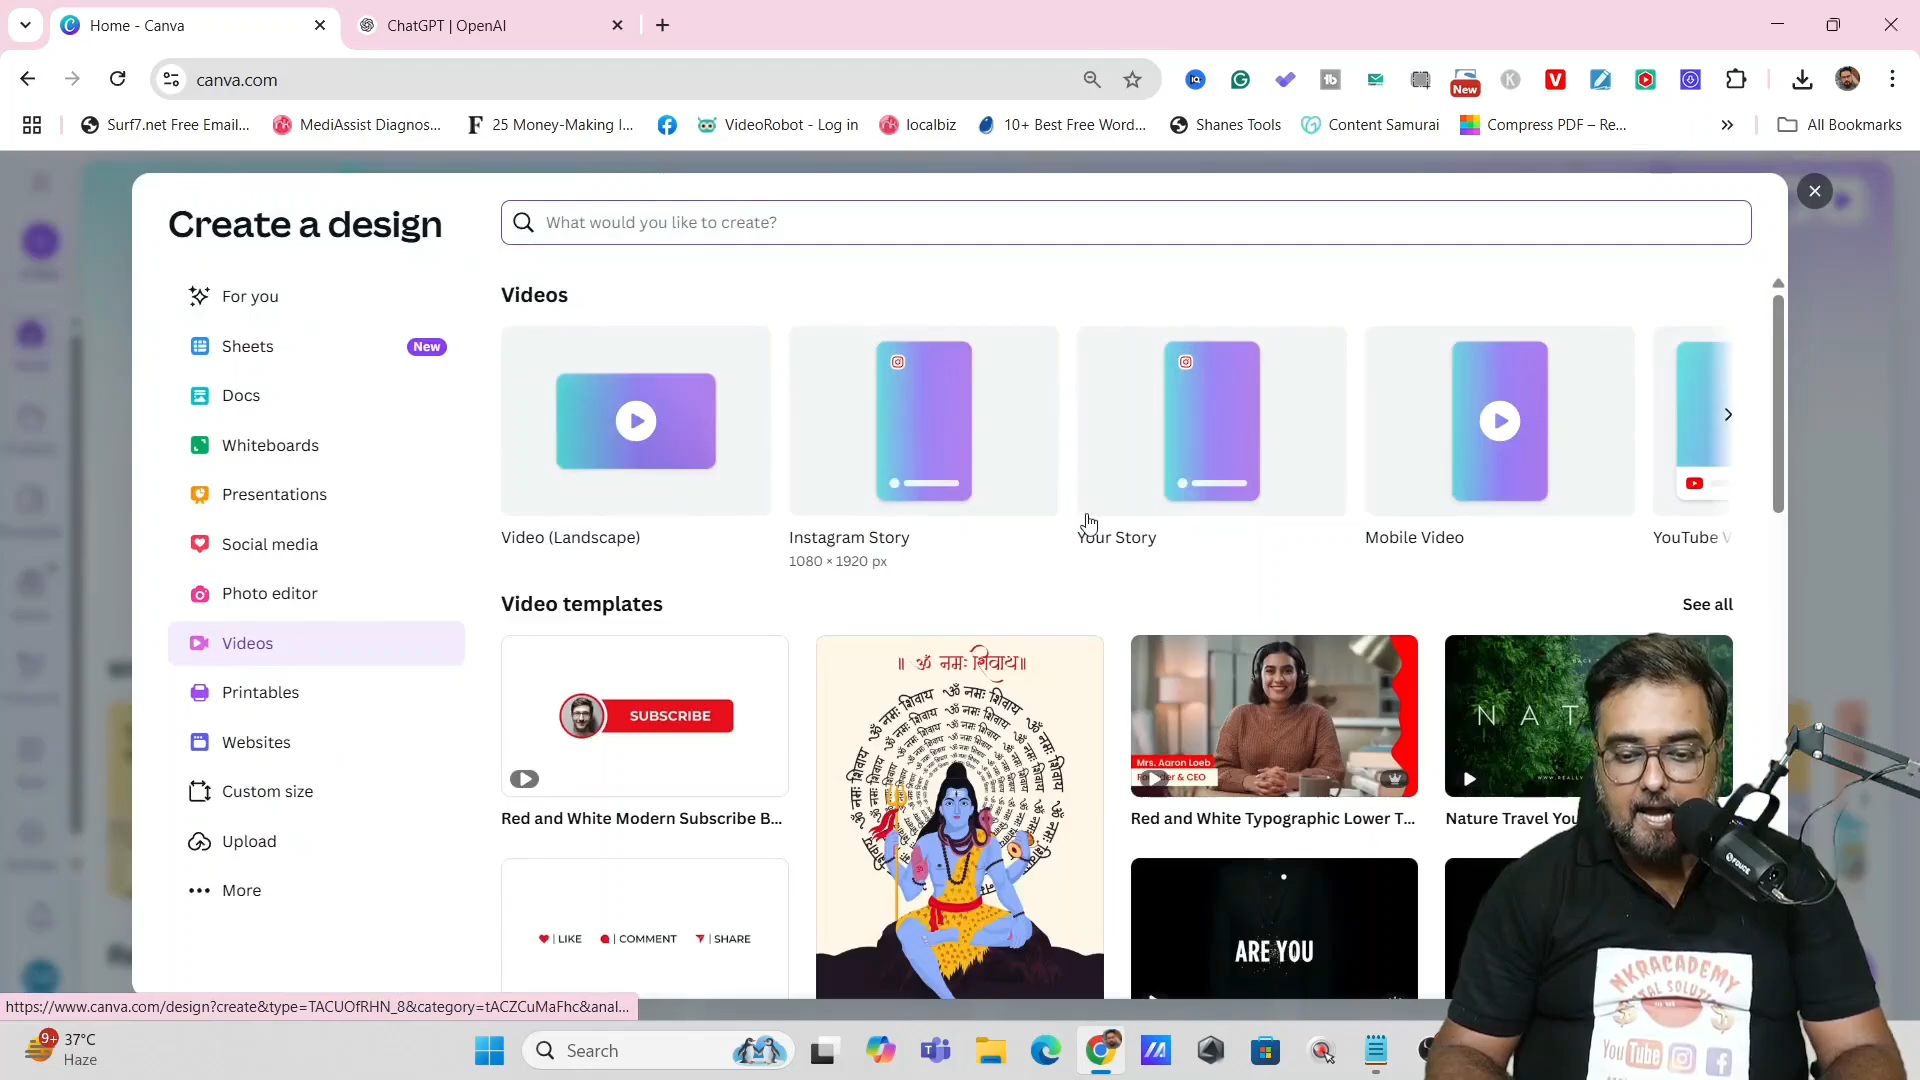 Home - Canva
ChatGPT | OpenAI
canva.com
New
Surf7.net Free Email...
MediAssist Diagnos...
25 Money-Making I...
VideoRobot - Log in
localbiz
10+ Best Free Word...
Shanes Tools
Content Samurai
Compress PDF – Re...
All Bookmarks
Create a design
What would you like to create?
For you
Sheets
New
Docs
Whiteboards
Presentations
Social media
Photo editor
Videos
Printables
Websites
Custom size
Upload
More
Videos
Video (Landscape)
Instagram Story
1080 × 1920 px
Your Story
Mobile Video
YouTube V
Video templates
See all
SUBSCRIBE
Red and White Modern Subscribe B...
॥ ॐ नमः शिवाय॥
Mrs. Aaron Loeb
Founder & CEO
Red and White Typographic Lower T...
N A T
Nature Travel You
LIKE
COMMENT
SHARE
ARE YOU
NKRACADEMY
YouTube
FDUCE
https://www.canva.com/design?create&type=TACUOfRHN_8&category=tACZCuMaFhc&anal...
9+
37°C
Haze
Search